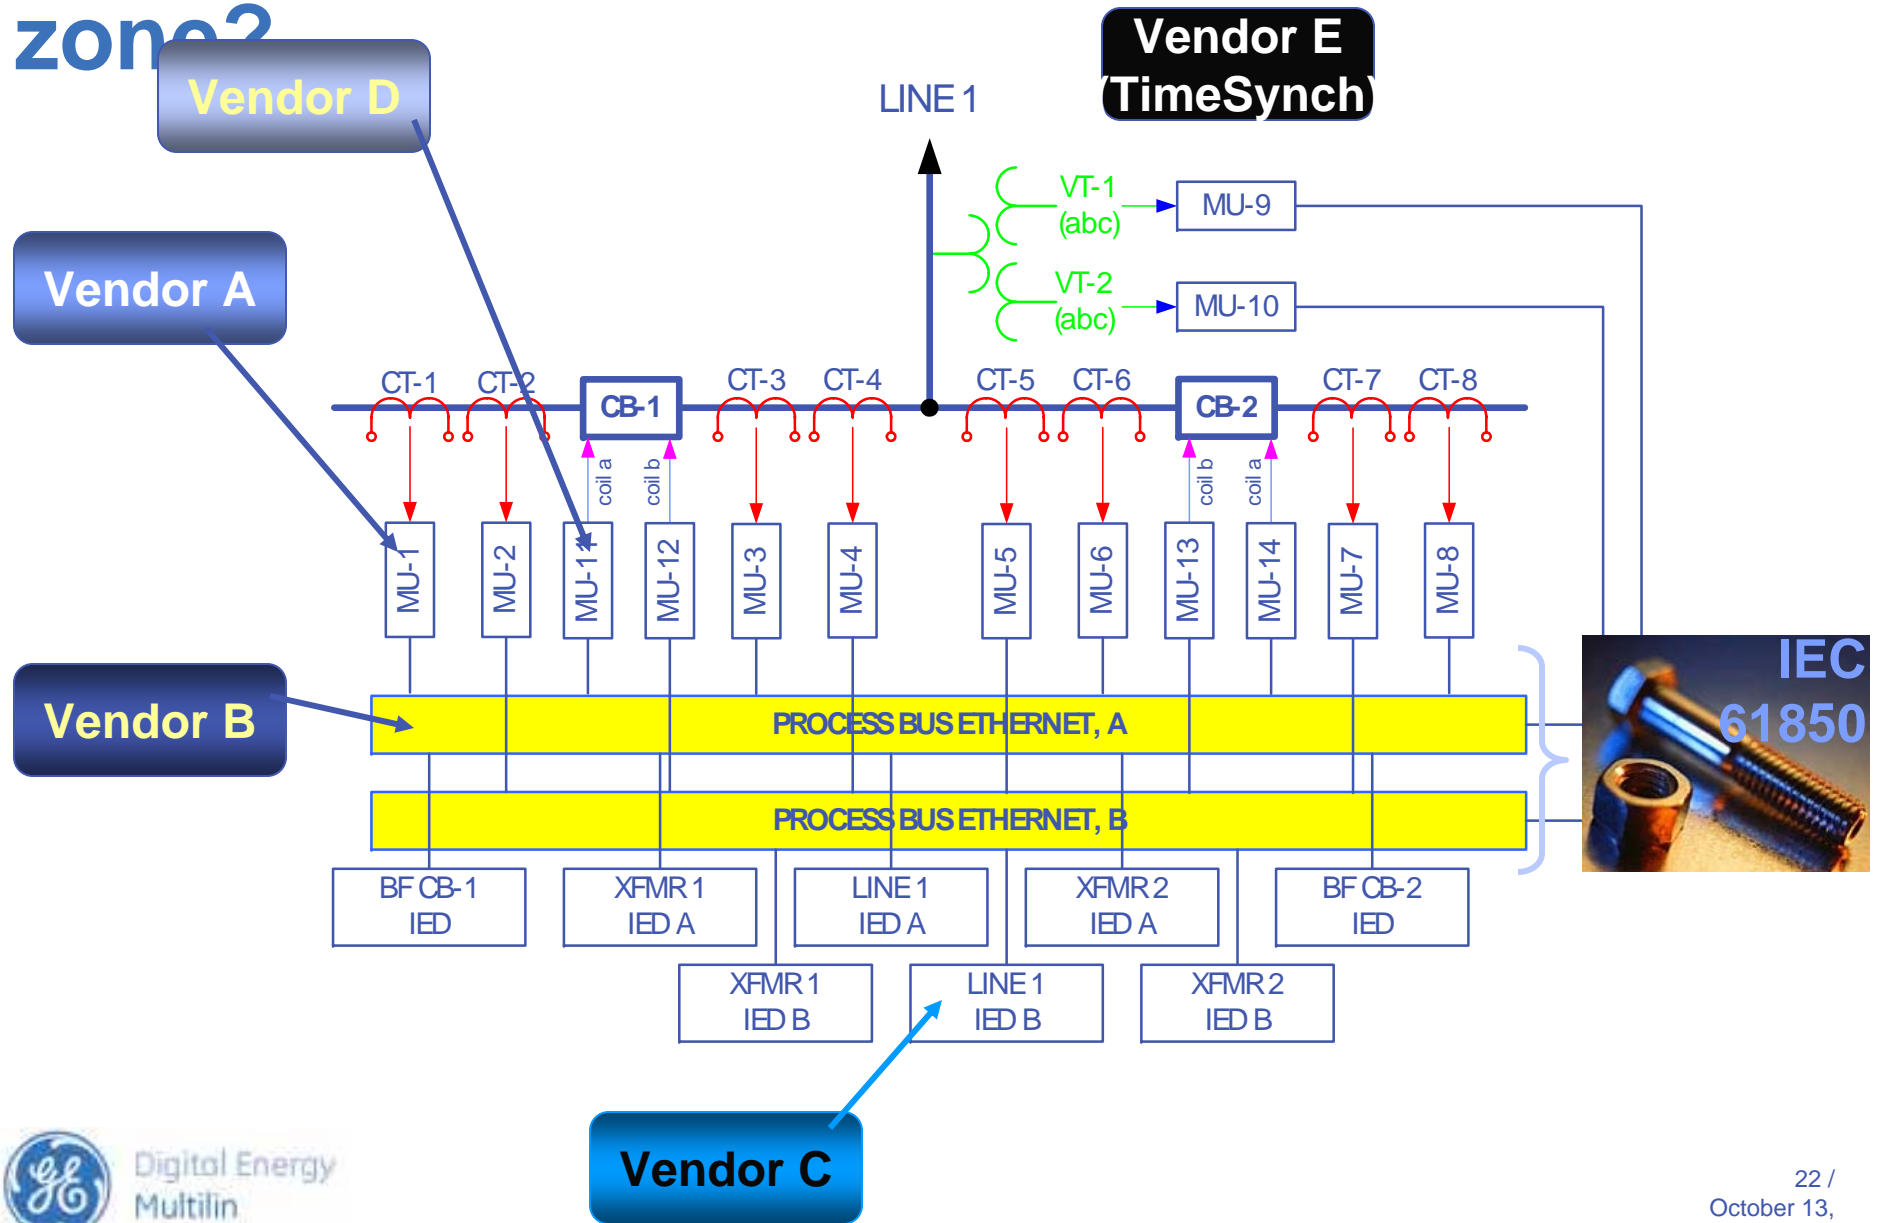 zone?
Vendor D
Vendor E
(TimeSynch)
LINE 1
VT-1
(abc)
MU-9
VT-2
(abc)
MU-10
Vendor A
CT-1
CT-2
CB-1
CT-3
CT-4
CT-5
CT-6
CB-2
CT-7
CT-8
coil a
coil b
coil b
coil a
MU-1
MU-2
MU-11
MU-12
MU-3
MU-4
MU-5
MU-6
MU-13
MU-14
MU-7
MU-8
IEC
61850
Vendor B
PROCESS BUS ETHERNET, A
PROCESS BUS ETHERNET, B
BF CB-1
IED
XFMR 1
IED A
LINE 1
IED A
XFMR 2
IED A
BF CB-2
IED
XFMR 1
IED B
LINE 1
IED B
XFMR 2
IED B
Vendor C
GE
Digital Energy
Multilin
22 /
October 13,